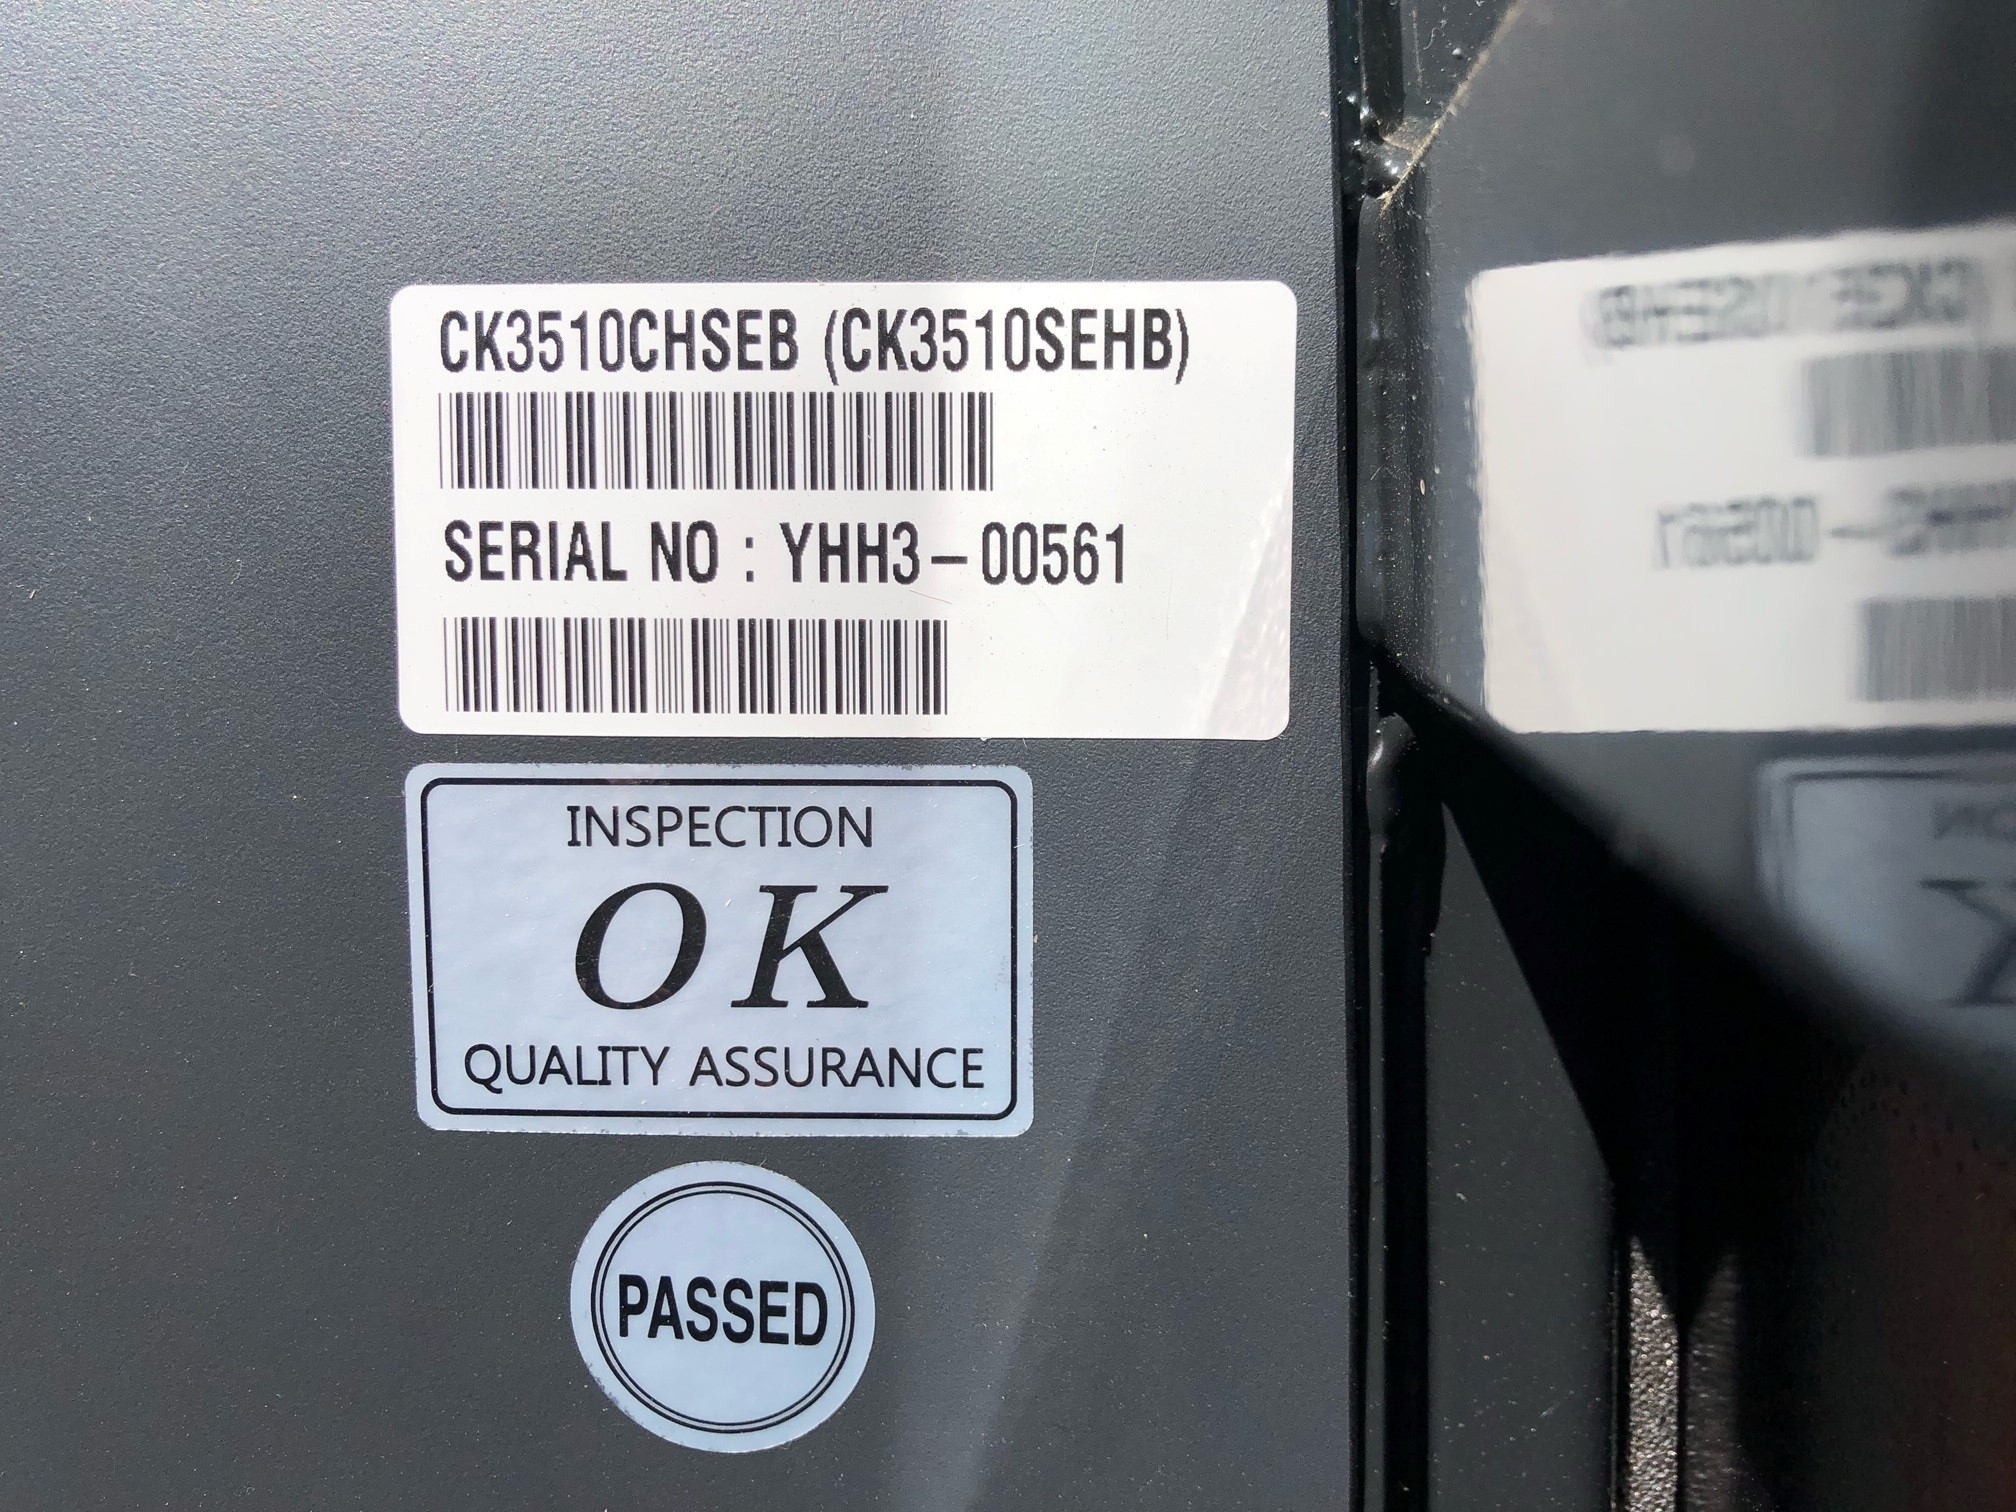 CK3510CHSEB (CK3510SEHB)
SERIAL NO : YHH3-00561
INSPECTION
OK
QUALITY ASSURANCE
PASSED